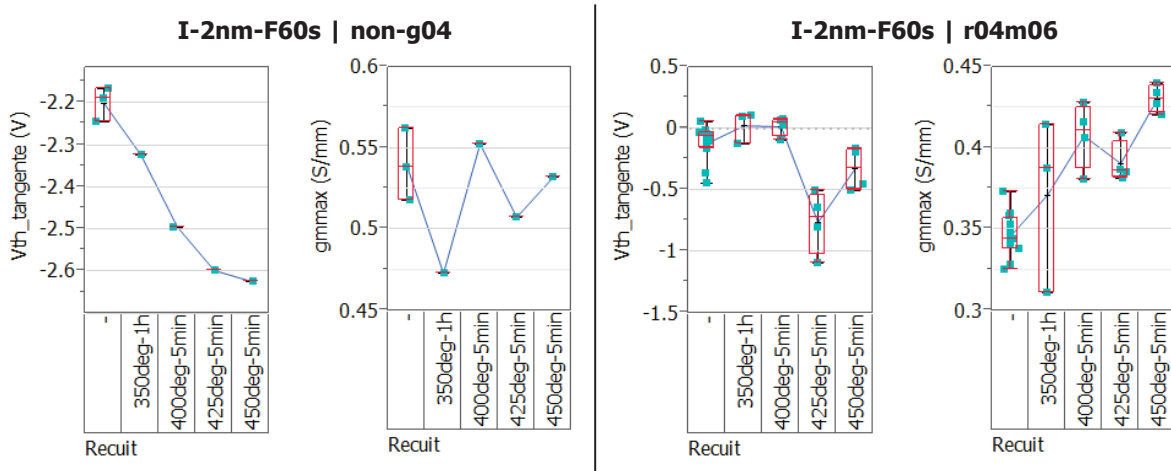 I-2nm-F60s | non-g04
Vth_tangente (V)
-2.2
-2.3
-2.4
-2.5
-2.6
-
350deg-1h
400deg-5min
425deg-5min
450deg-5min
Recuit
gmmax (S/mm)
0.6
0.55
0.5
0.45
-
350deg-1h
400deg-5min
425deg-5min
450deg-5min
Recuit
I-2nm-F60s | r04m06
Vth_tangente (V)
0.5
0
-0.5
-1
-1.5
-
350deg-1h
400deg-5min
425deg-5min
450deg-5min
Recuit
gmmax (S/mm)
0.45
0.4
0.35
0.3
-
350deg-1h
400deg-5min
425deg-5min
450deg-5min
Recuit